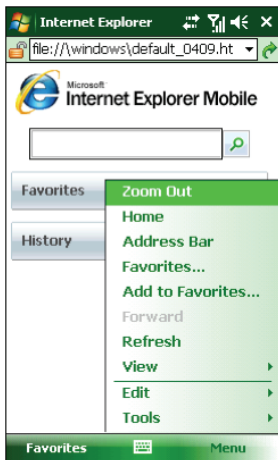 Internet Explorer
file://\windows\default_0409.ht
Microsoft
Internet Explorer Mobile
Favorites
History
Zoom Out
Home
Address Bar
Favorites...
Add to Favorites...
Forward
Refresh
View
Edit
Tools
Favorites Menu